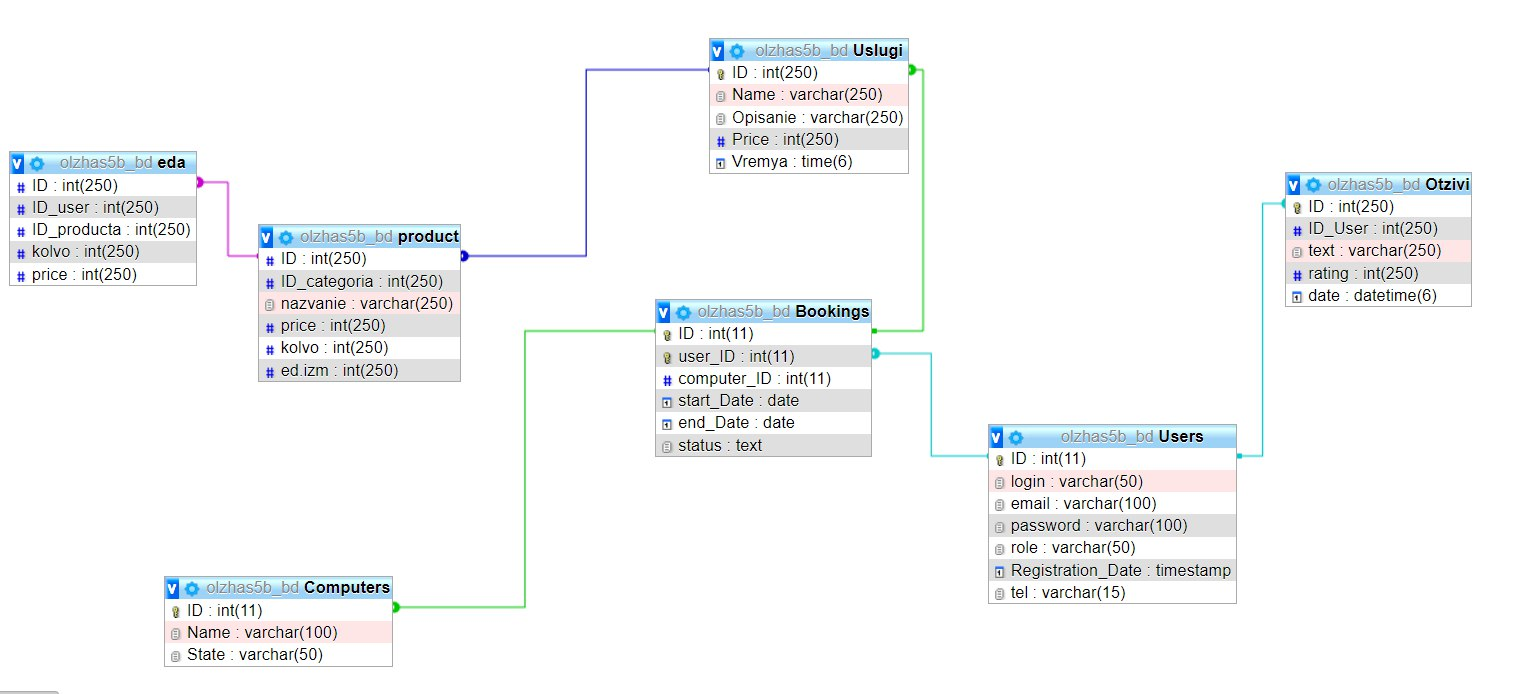 olzhas5b_bd Uslugi
ID : int(250)
Name : varchar(250)
Opisanie : varchar(250)
Price : int(250)
Vremya : time(6)
olzhas5b_bd eda
ID : int(250)
ID_user : int(250)
ID_producta : int(250)
kolvo : int(250)
price : int(250)
olzhas5b_bd product
ID : int(250)
ID_categoria : int(250)
nazvanie : varchar(250)
price : int(250)
kolvo : int(250)
ed.izm : int(250)
olzhas5b_bd Otzivi
ID : int(250)
ID_User : int(250)
text : varchar(250)
rating : int(250)
date : datetime(6)
olzhas5b_bd Bookings
ID : int(11)
user_ID : int(11)
computer_ID : int(11)
start_Date : date
end_Date : date
status : text
olzhas5b_bd Users
ID : int(11)
login : varchar(50)
email : varchar(100)
password : varchar(100)
role : varchar(50)
Registration_Date : timestamp
tel : varchar(15)
olzhas5b_bd Computers
ID : int(11)
Name : varchar(100)
State : varchar(50)